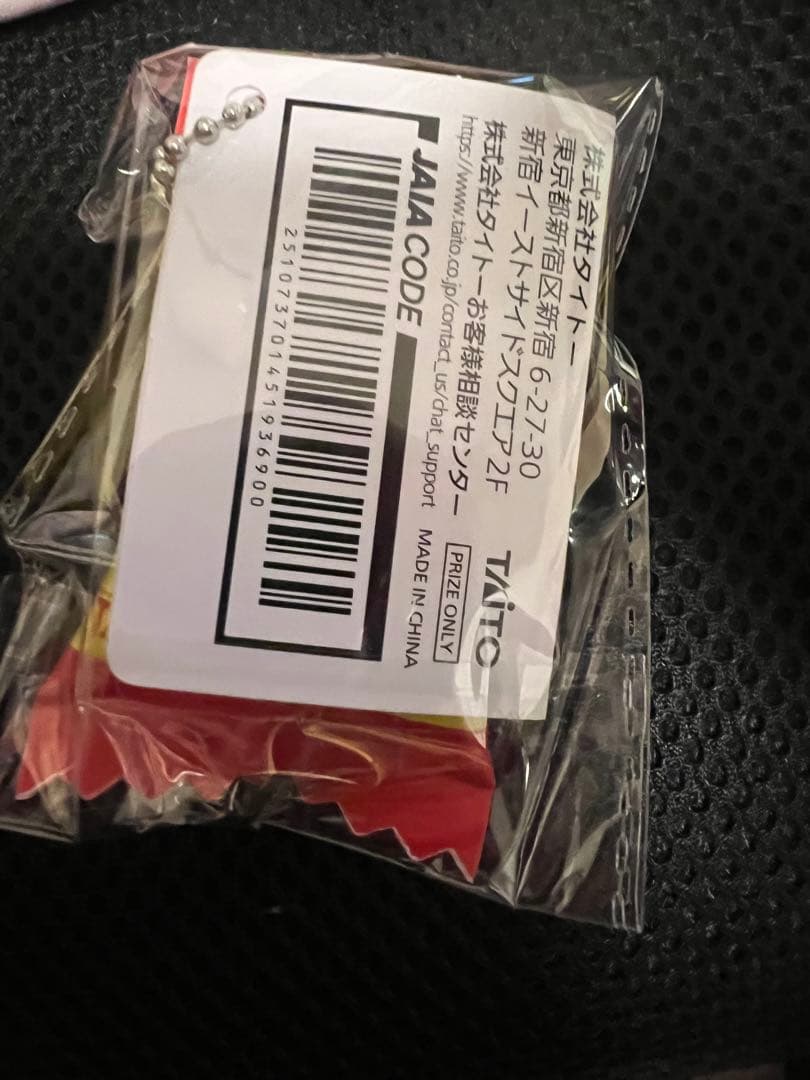 株式会社タイトー
東京都新宿区新宿 6-27-30
新宿イーストサイドスクエア2F
株式会社タイトーお客様相談センター
https://www.taito.co.jp/contact_us/chat_support
TAITO
PRIZE ONLY
MADE IN CHINA
JAIA CODE
251073701451936900